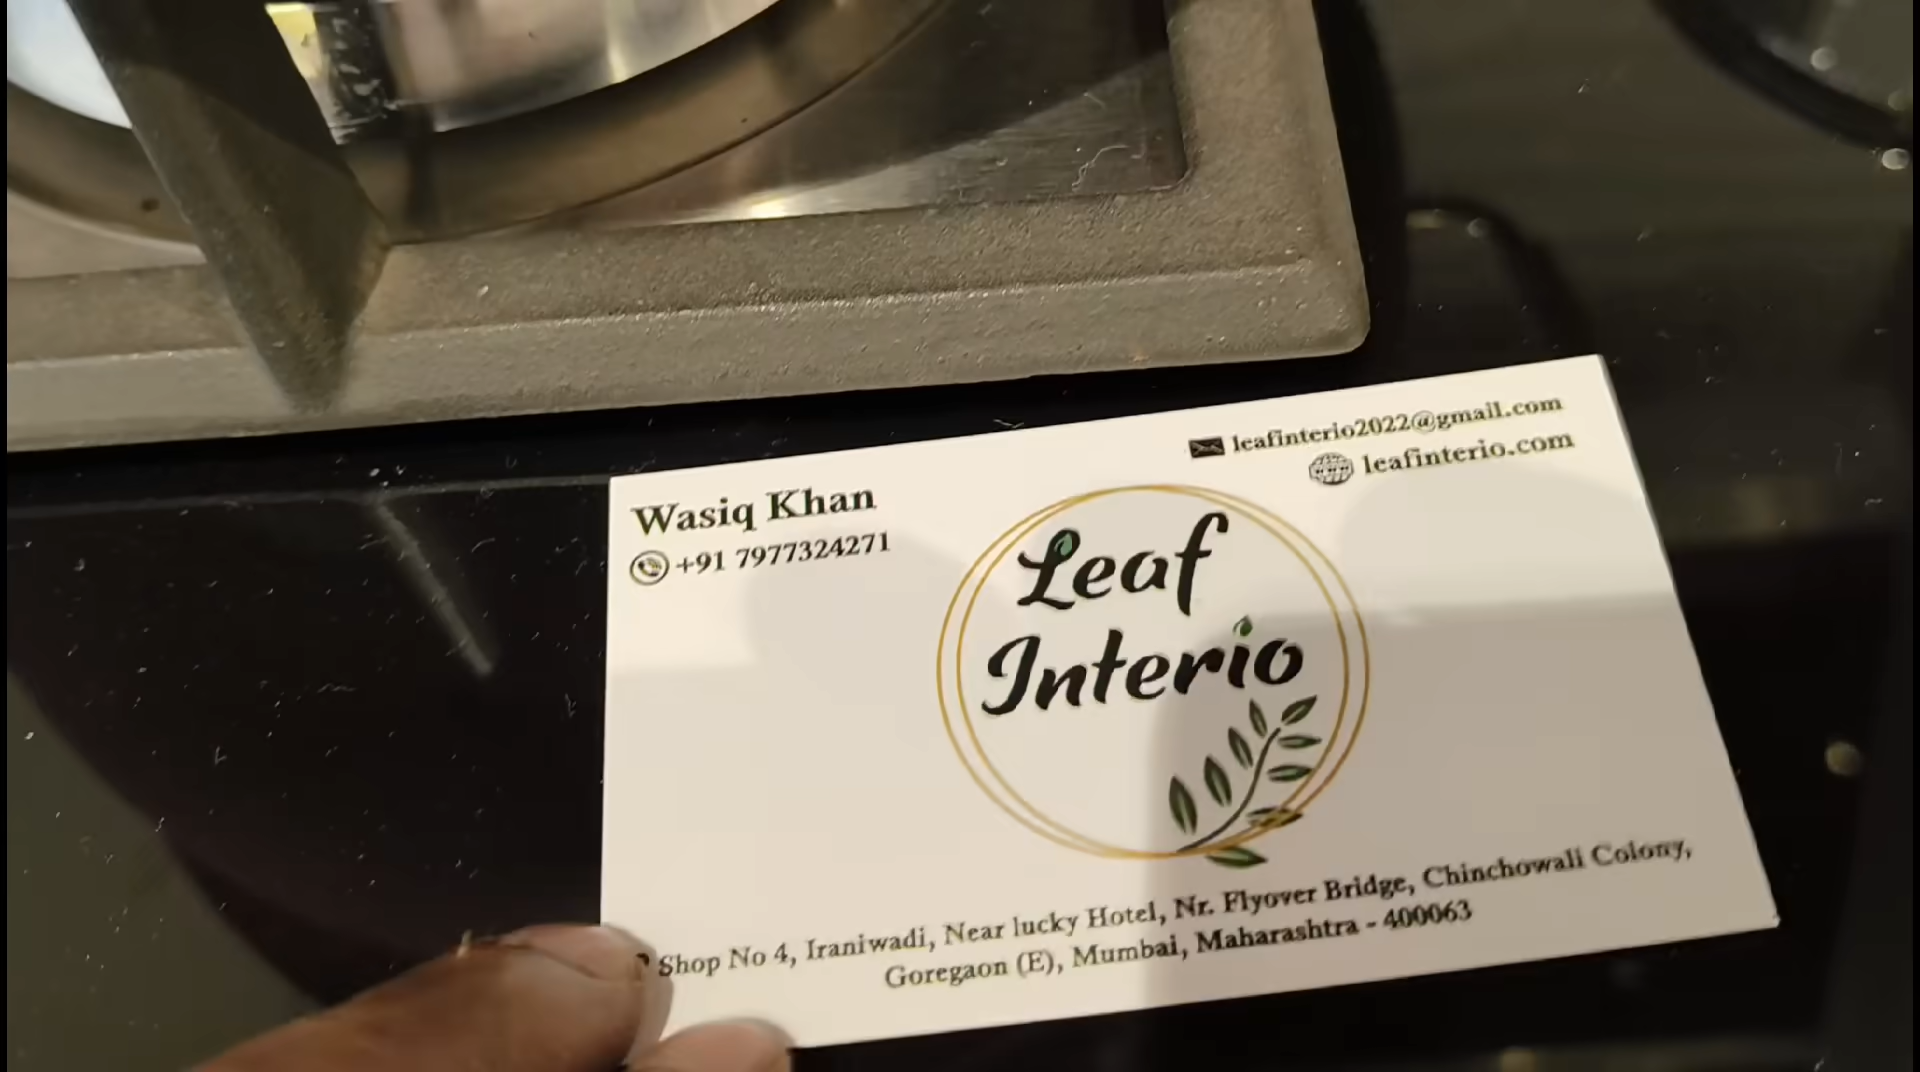 Wasiq Khan
+91 7977324271
leafinterio2022@gmail.com
leafinterio.com
Leaf
Interio
Shop No 4, Iraniwadi, Near lucky Hotel, Nr. Flyover Bridge, Chinchowali Colony,
Goregaon (E), Mumbai, Maharashtra - 400063